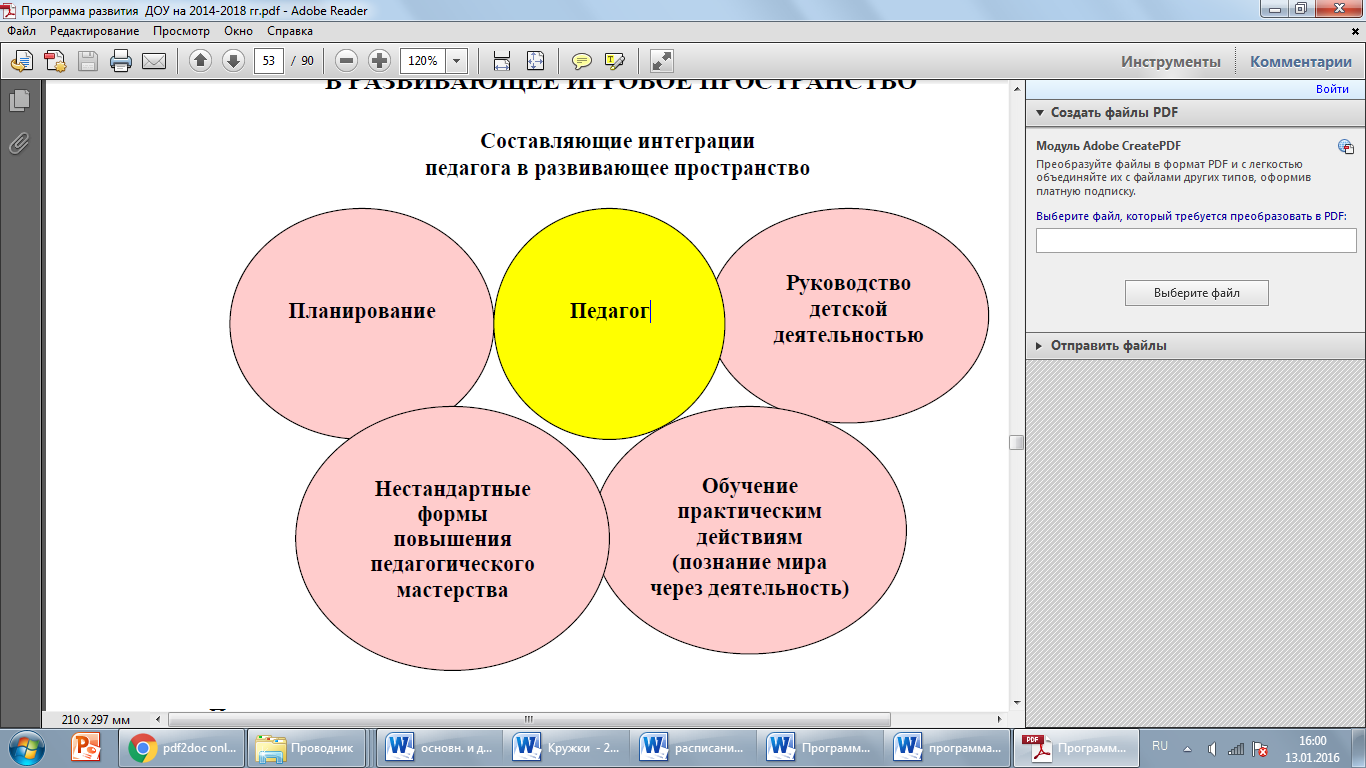 Программа развития ДОУ на 2014-2018 гг.pdf - Adobe Reader
Файл Редактирование Просмотр Окно Справка
53 / 90 120% Инструменты Комментарии
Войти
В РАЗВИВАЮЩЕЕ ИГРОВОЕ ПРОСТРАНСТВО
Составляющие интеграции
педагога в развивающее пространство
Планирование
Педагог
Руководство
детской
деятельностью
Нестандартные
формы
повышения
педагогического
мастерства
Обучение
практическим
действиям
(познание мира
через деятельность)
Создать файлы PDF
Модуль Adobe CreatePDF
Преобразуйте файлы в формат PDF и с легкостью
объединяйте их с файлами других типов, оформив
платную подписку.
Выберите файл, который требуется преобразовать в PDF:
Выберите файл
Отправить файлы
210 x 297 мм
pdf2doc onl... Проводник основн. и д... Кружки - 2... расписани... Программ... программа... Программ... RU 16:00
13.01.2016